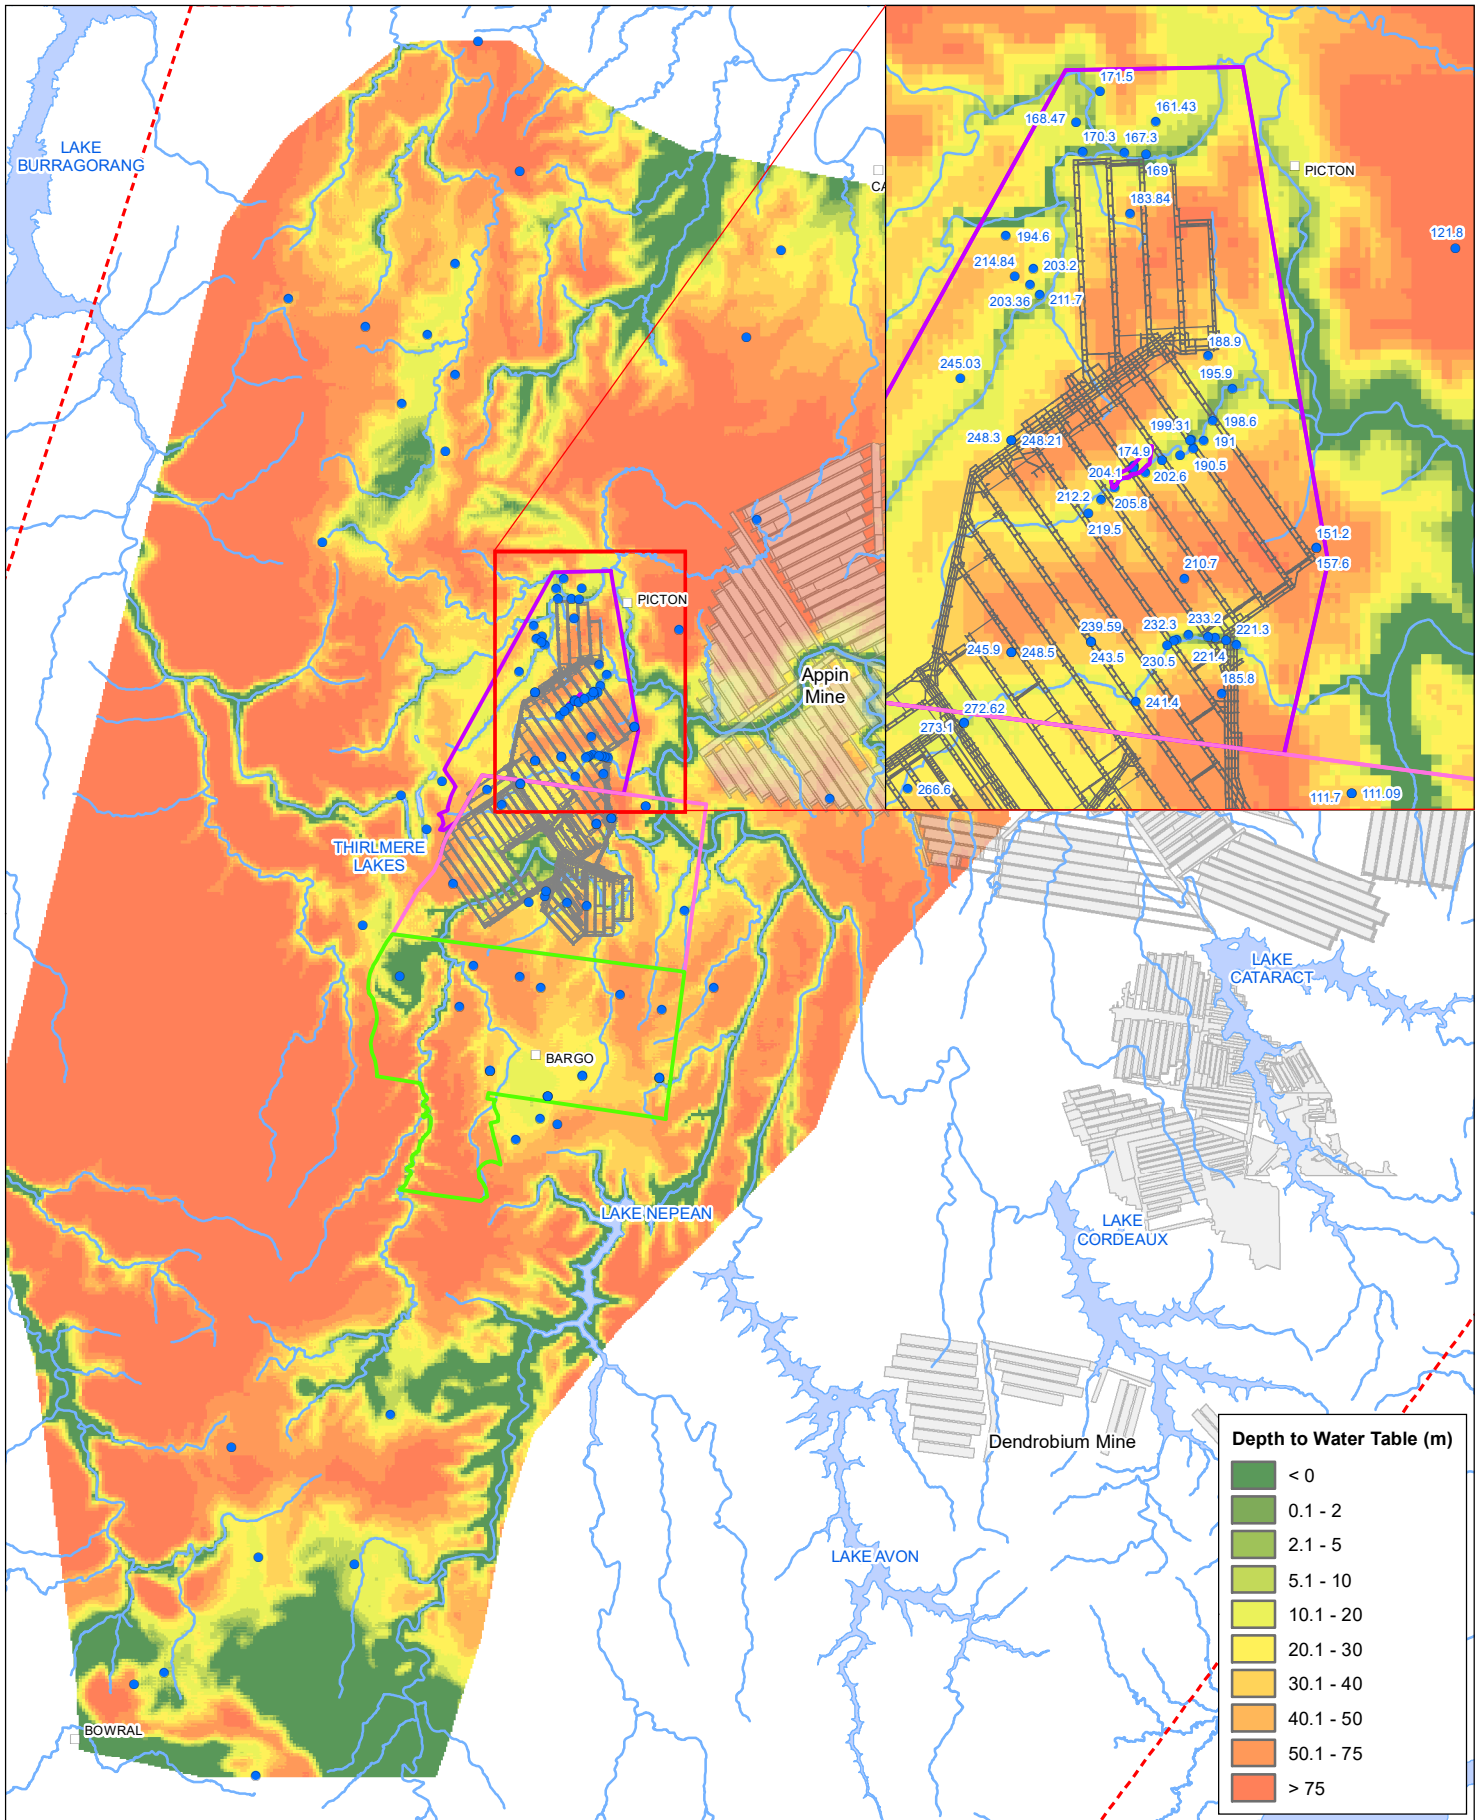 LAKE
BURRAGORANG
CA
171.5
161.43
168.47
170.3
167.3
169
PICTON
183.84
194.6
121.8
203.2
214.84
203.36
211.7
188.9
245.03
195.9
198.6
199.31
248.3
248.21
191
174.9
190.5
204.1
202.6
212.2
205.8
219.5
151.2
157.6
210.7
239.59
232.3
233.2
221.3
245.9
248.5
243.5
230.5
221.4
185.8
241.4
272.62
273.1
266.6
111.7
111.09
PICTON
Appin
Mine
THIRLMERE
LAKES
LAKE
CATARACT
BARGO
LAKE NEPEAN
LAKE
CORDEAUX
Dendrobium Mine
LAKE AVON
BOWRAL
Depth to Water Table (m)
< 0
0.1 - 2
2.1 - 5
5.1 - 10
10.1 - 20
20.1 - 30
30.1 - 40
40.1 - 50
50.1 - 75
> 75